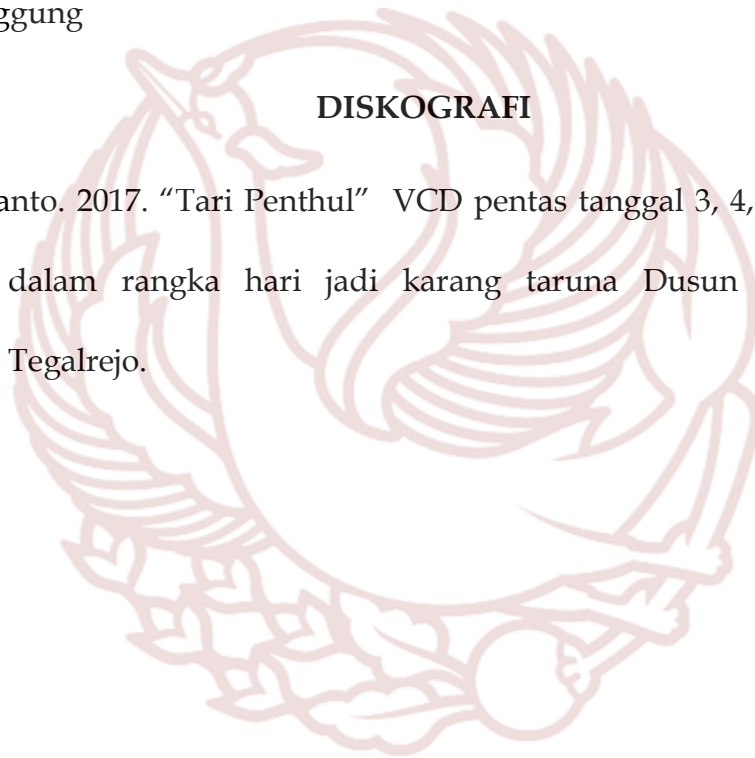 ggung
DISKOGRAFI
anto. 2017. “Tari Penthul” VCD pentas tanggal 3, 4,
dalam rangka hari jadi karang taruna Dusun
Tegalrejo.